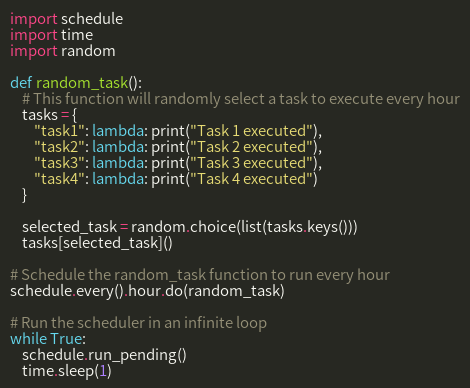 import schedule
import time
import random

def random_task():
    # This function will randomly select a task to execute every hour
    tasks = {
        "task1": lambda: print("Task 1 executed"),
        "task2": lambda: print("Task 2 executed"),
        "task3": lambda: print("Task 3 executed"),
        "task4": lambda: print("Task 4 executed")
    }

    selected_task = random.choice(list(tasks.keys()))
    tasks[selected_task]()

# Schedule the random_task function to run every hour
schedule.every().hour.do(random_task)

# Run the scheduler in an infinite loop
while True:
    schedule.run_pending()
    time.sleep(1)